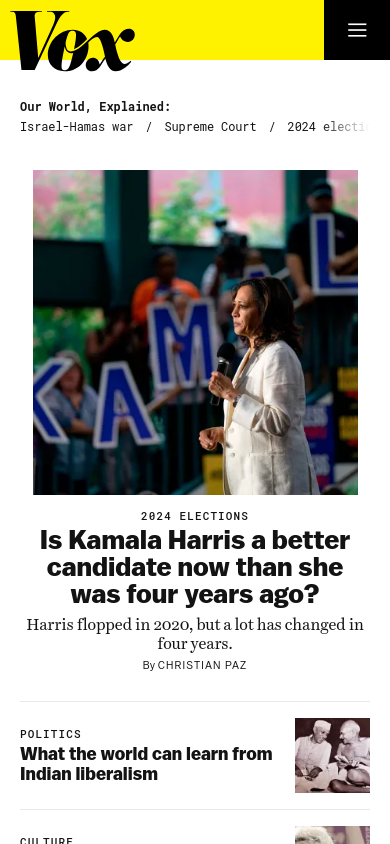 Vox
Our World, Explained:
Israel-Hamas war / Supreme Court / 2024 electi
KAMALA
2024 ELECTIONS
Is Kamala Harris a better
candidate now than she
was four years ago?
Harris flopped in 2020, but a lot has changed in
four years.
By CHRISTIAN PAZ
POLITICS
What the world can learn from
Indian liberalism
CULTURE